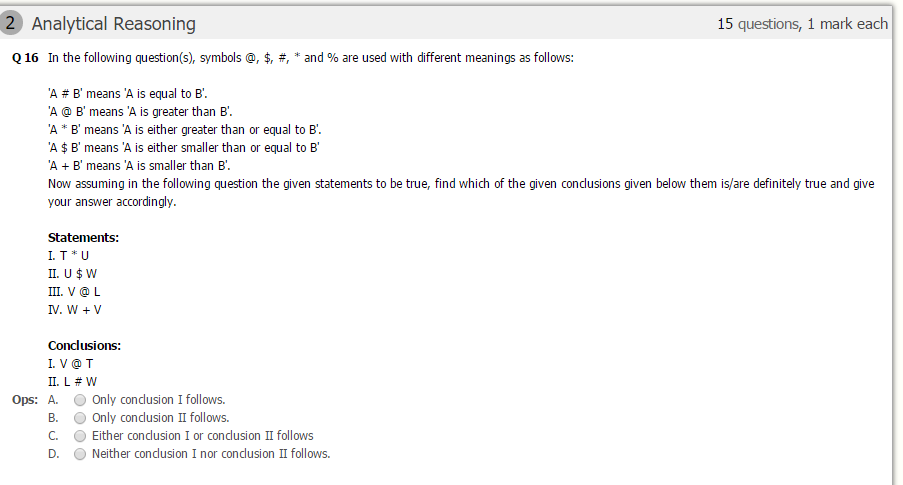 2 Analytical Reasoning 15 questions, 1 mark each
Q 16 In the following question(s), symbols @, $, #, * and % are used with different meanings as follows:
'A # B' means 'A is equal to B'.
'A @ B' means 'A is greater than B'.
'A * B' means 'A is either greater than or equal to B'.
'A $ B' means 'A is either smaller than or equal to B'
'A + B' means 'A is smaller than B'.
Now assuming in the following question the given statements to be true, find which of the given conclusions given below them is/are definitely true and give
your answer accordingly.
Statements:
I. T * U
II. U $ W
III. V @ L
IV. W + V
Conclusions:
I. V @ T
II. L # W
Ops: A. Only conclusion I follows.
B. Only conclusion II follows.
C. Either conclusion I or conclusion II follows
D. Neither conclusion I nor conclusion II follows.